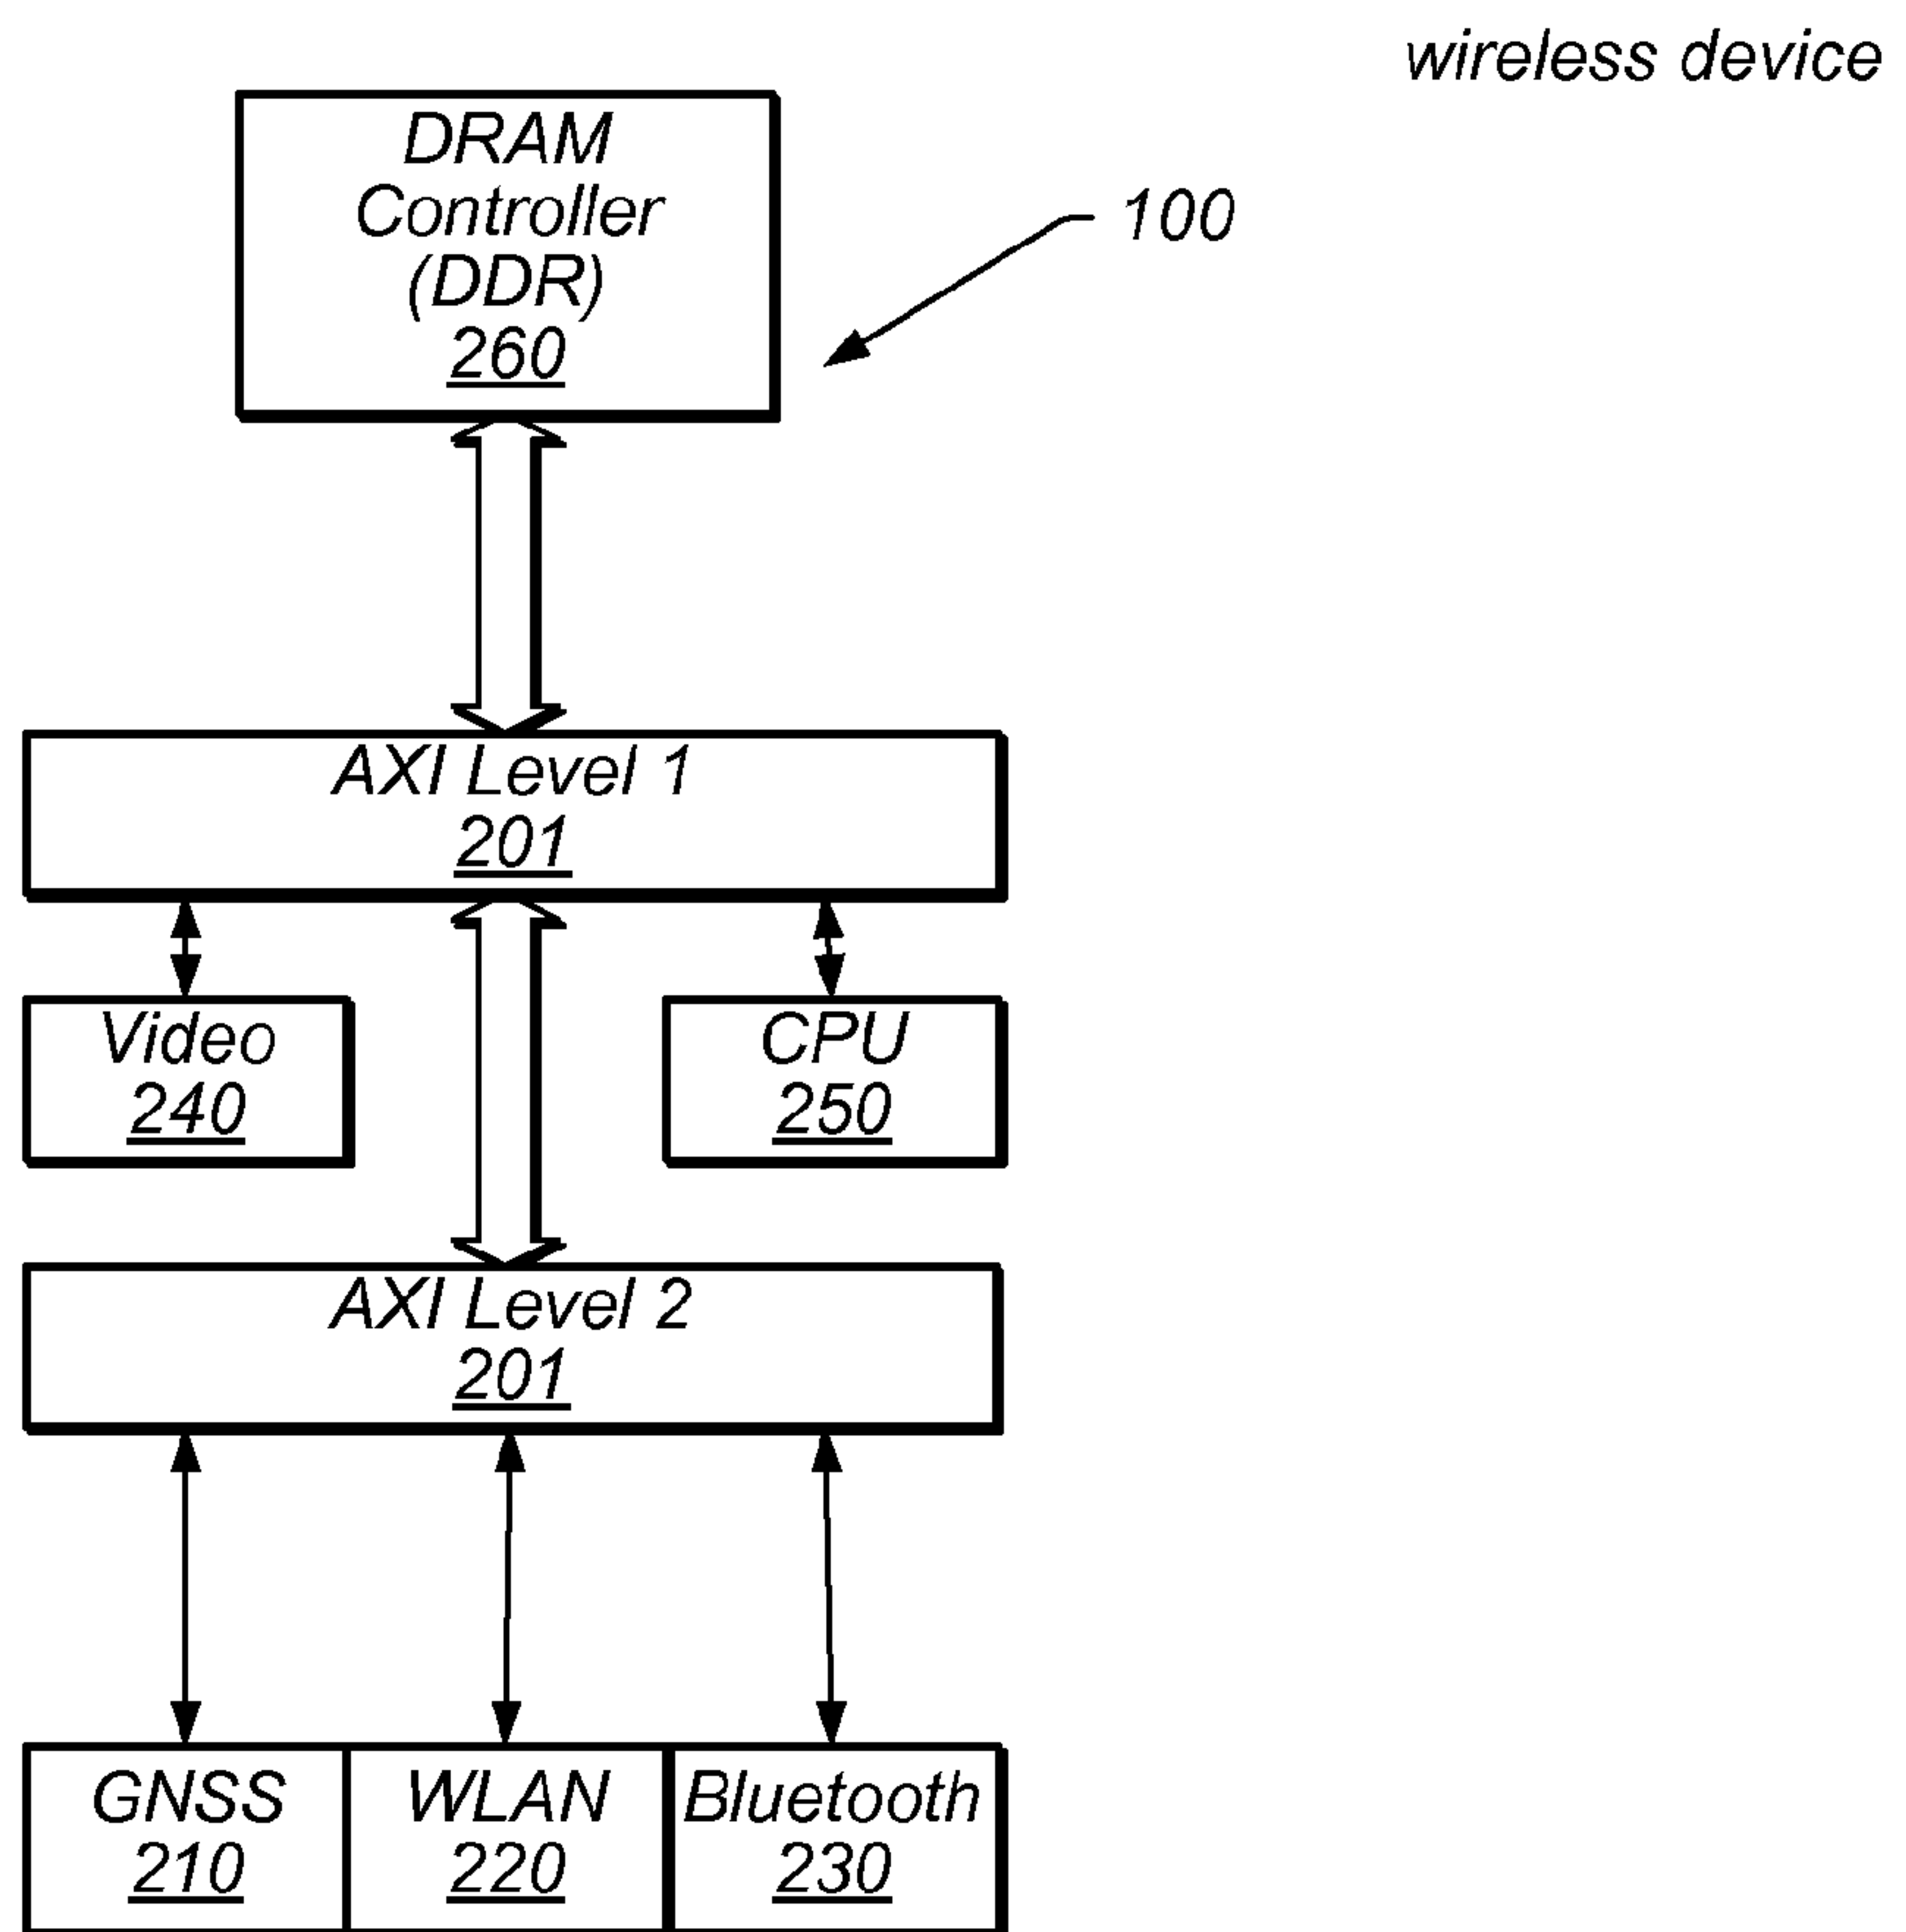 wireless device
DRAM
Controller
(DDR)
260
100
AXI Level 1
201
Video
240
CPU
250
AXI Level 2
201
GNSS
210
WLAN
220
Bluetooth
230